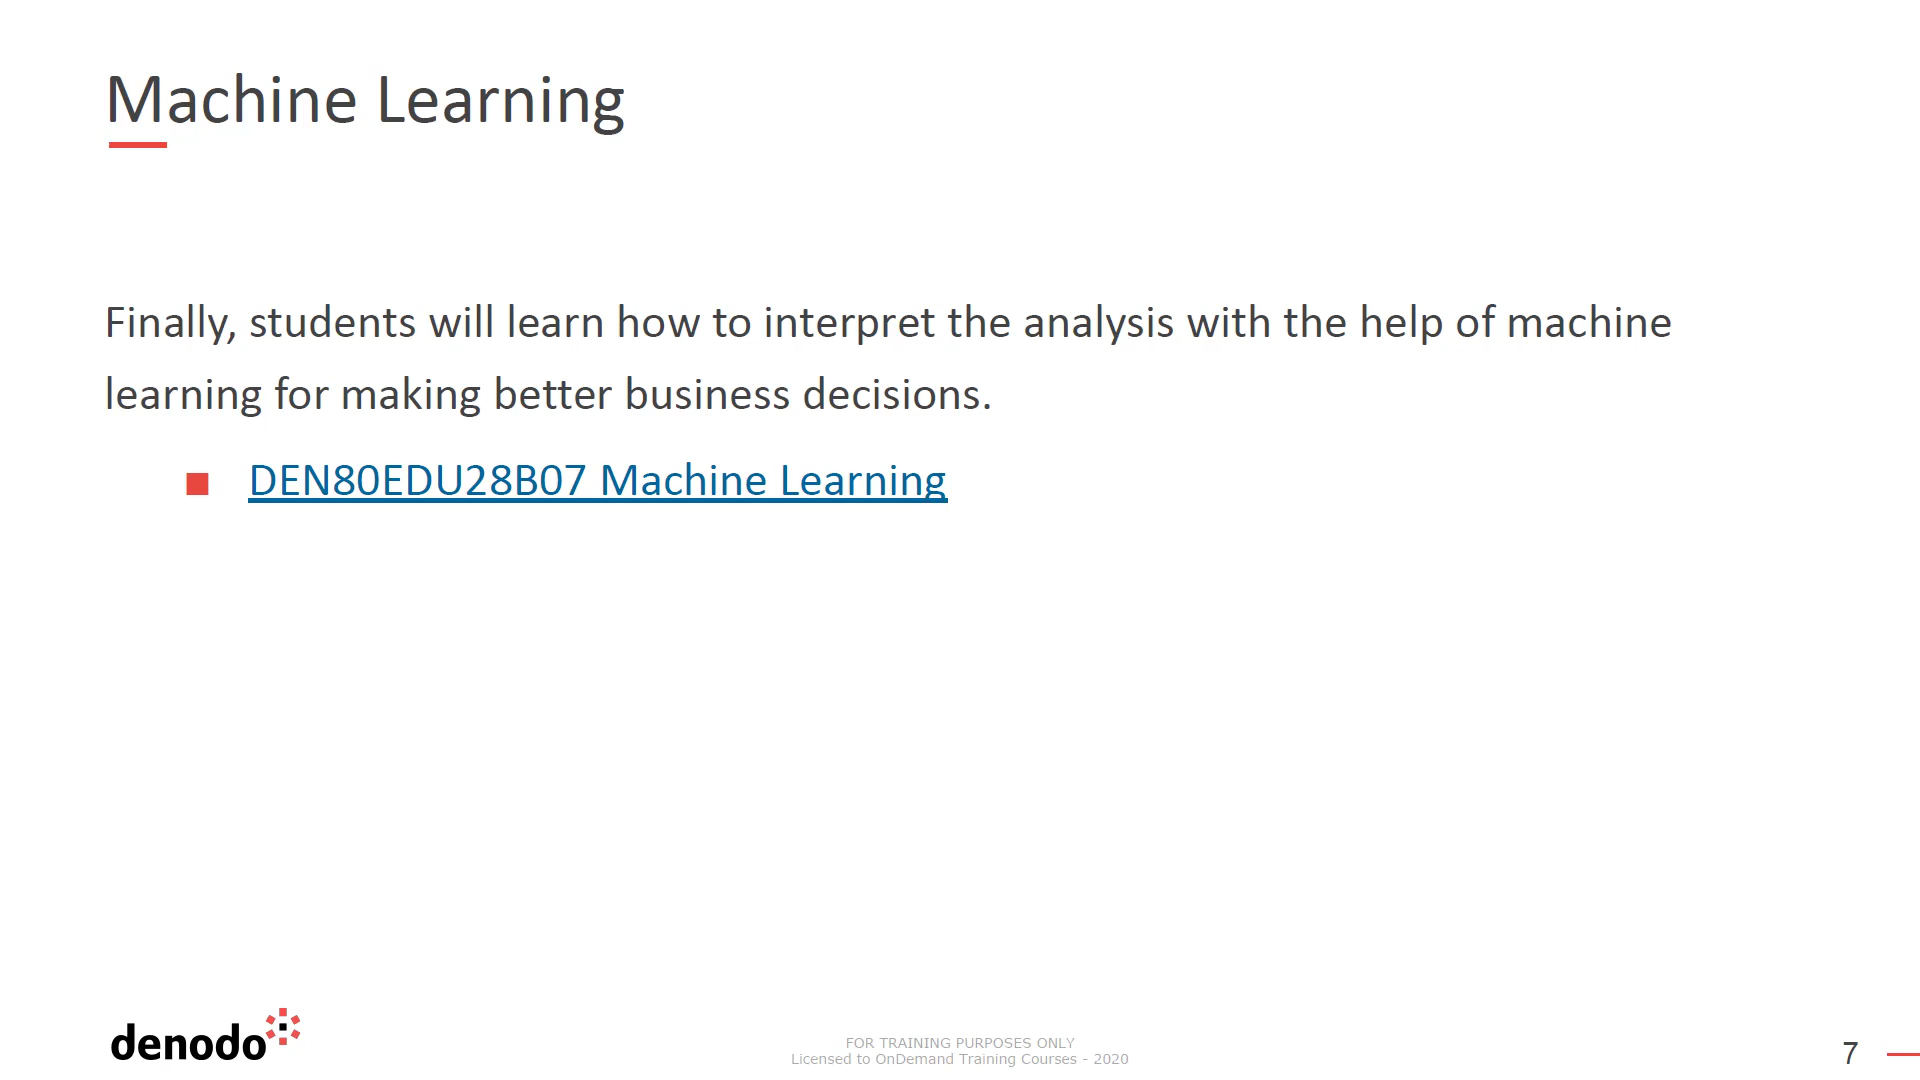 Machine Learning
Finally, students will learn how to interpret the analysis with the help of machine
learning for making better business decisions.
DEN80EDU28B07 Machine Learning
denodo
FOR TRAINING PURPOSES ONLY
Licensed to OnDemand Training Courses - 2020
7